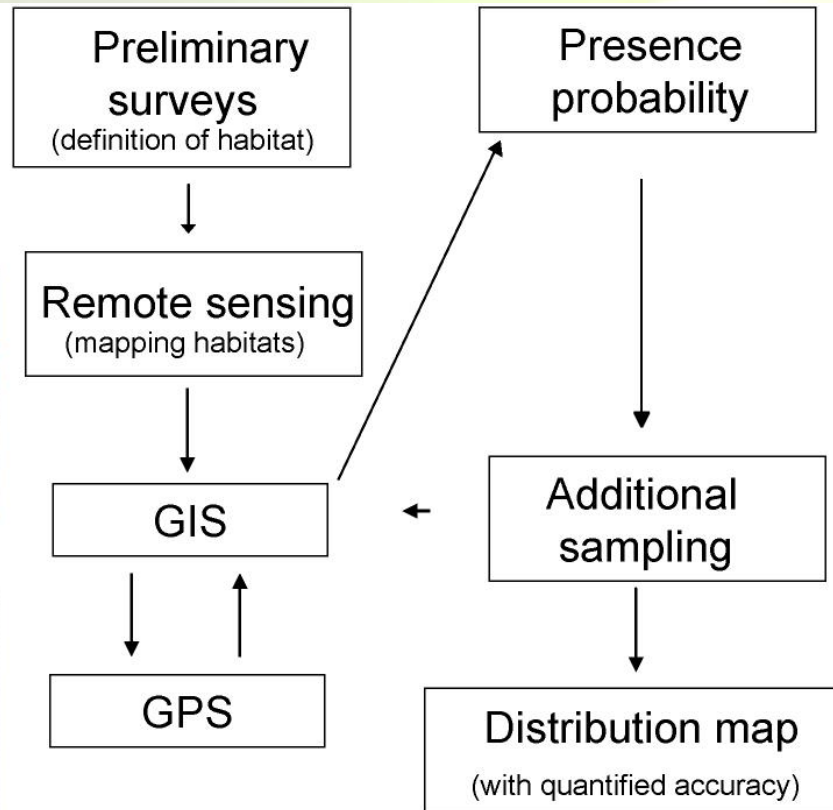 Preliminary
surveys
(definition of habitat)
Remote sensing
(mapping habitats)
GIS
GPS
Presence
probability
Additional
sampling
Distribution map
(with quantified accuracy)